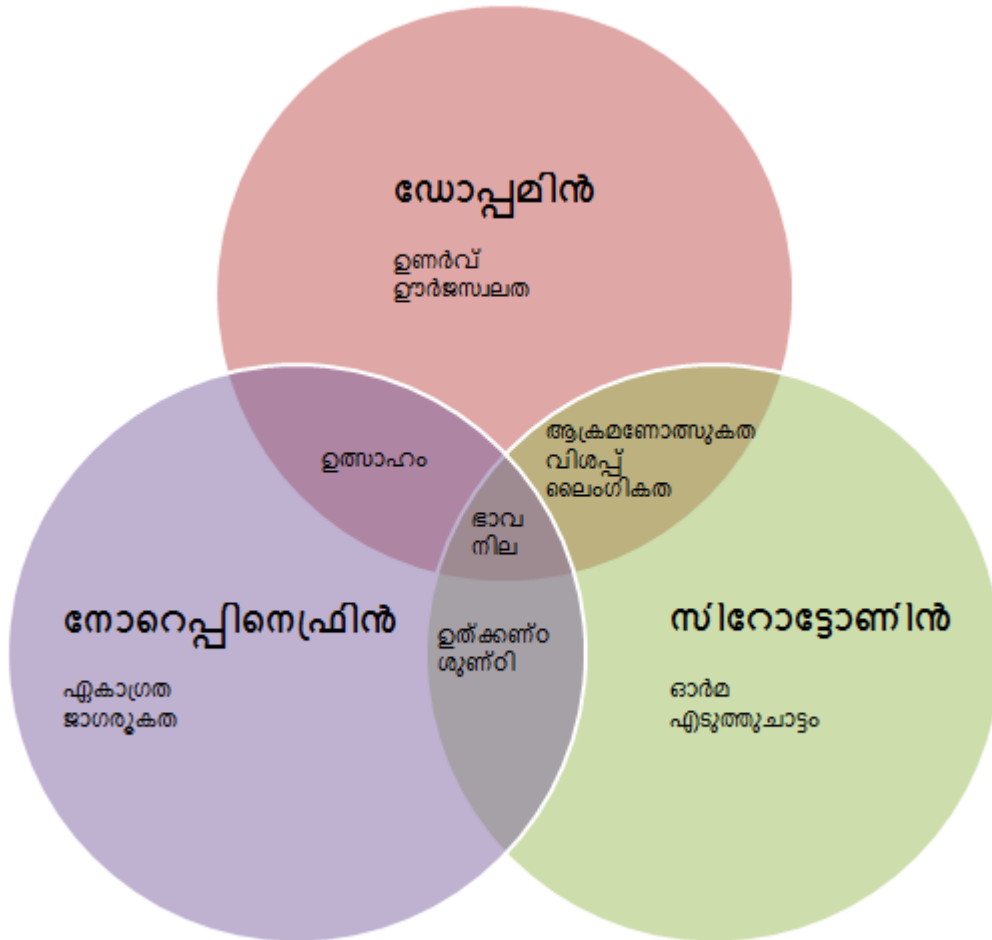 ഡോപ്പമിൻ
ഉണർവ്
ഊർജസ്വലത
ഉത്സാഹം
ആക്രമണോത്സുകത
വിശപ്പ്
ലൈംഗികത
ഭാവ
നില
നോറെപ്പിനെഫ്രിൻ
ഏകാഗ്രത
ജാഗരൂകത
ഉത്ക്കണ്ഠ
ശുണ്ഠി
സിറോട്ടോണിൻ
ഓർമ
എടുത്തുചാട്ടം